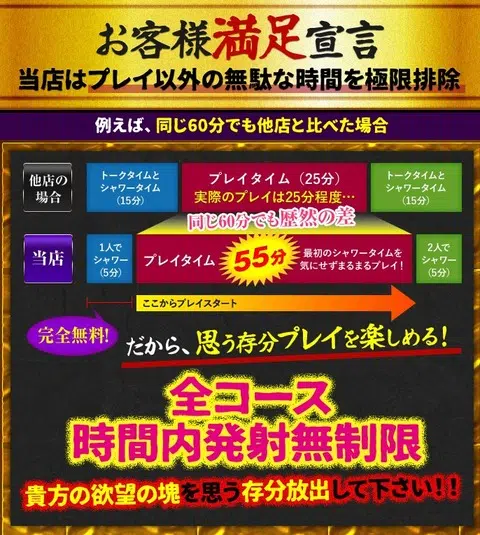 お客様満足宣言
当店はプレイ以外の無駄な時間を極限排除
例えば、同じ60分でも他店と比べた場合
他店の
場合
トークタイムと
シャワータイム
(15分)
プレイタイム(25分)
実際のプレイは25分程度…
トークタイムと
シャワータイム
(15分)
同じ60分でも歴然の差
当店
1人で
シャワー
(5分)
プレイタイム
55分
最初のシャワータイムを
気にせずまるまるプレイ!
2人で
シャワー
(5分)
ここからプレイスタート
完全無料!
だから、思う存分プレイを楽しめる!
全コース
時間内発射無制限
貴方の欲望の塊を思う存分放出して下さい!!